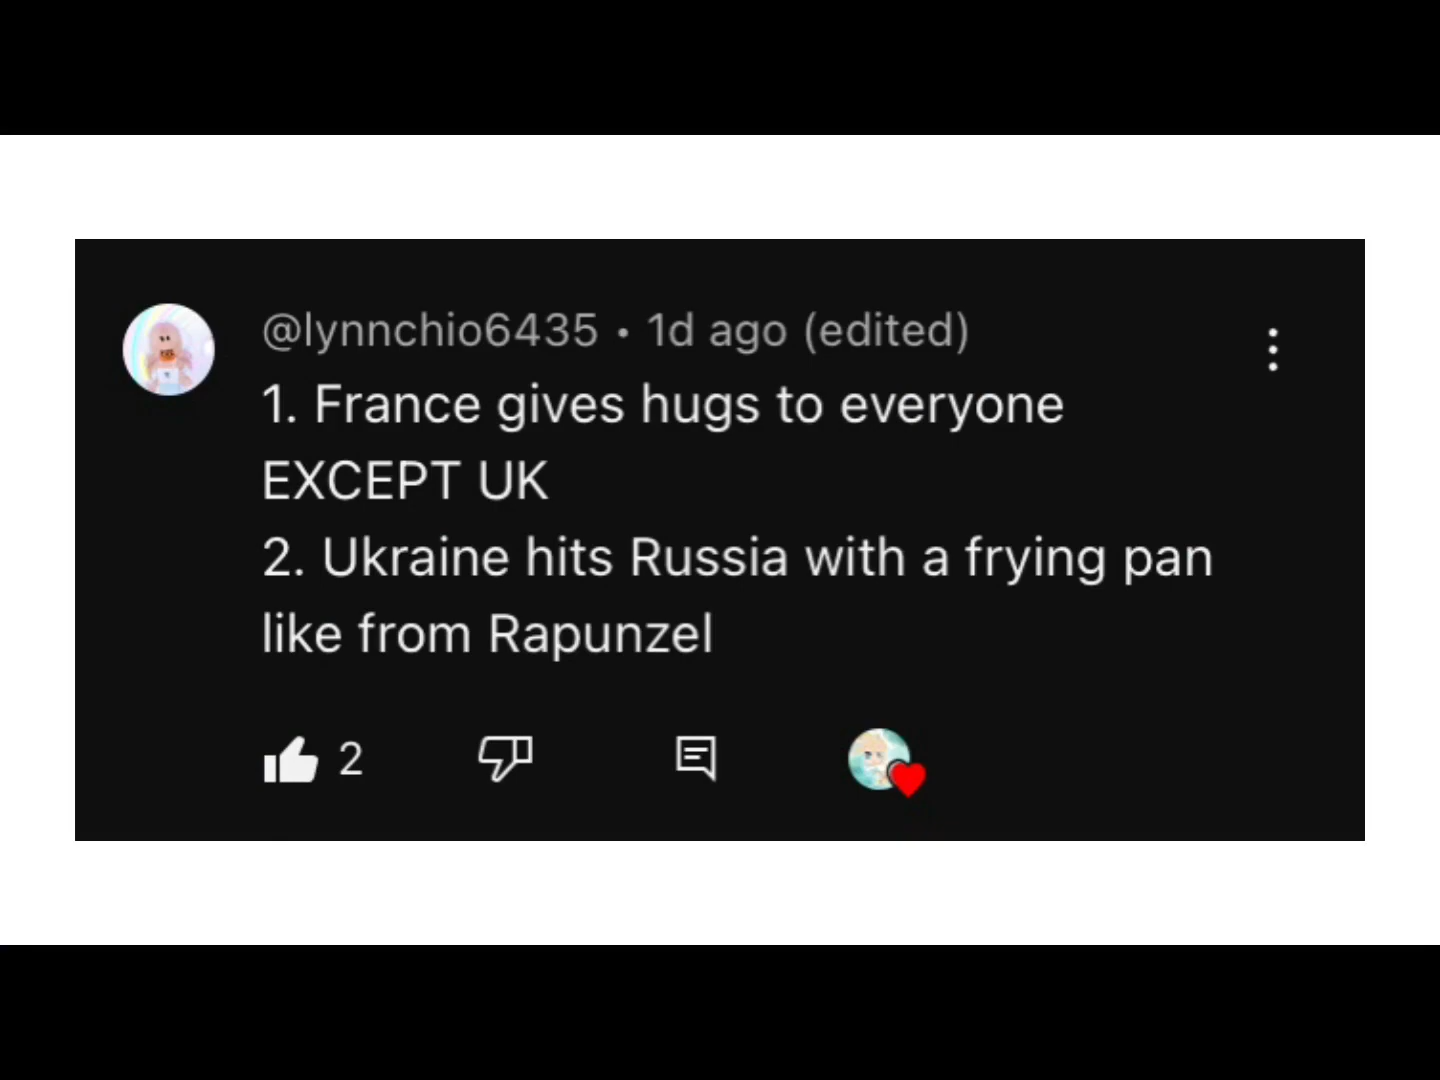 @lynnchio6435 • 1d ago (edited)
1. France gives hugs to everyone
EXCEPT UK
2. Ukraine hits Russia with a frying pan
like from Rapunzel
2